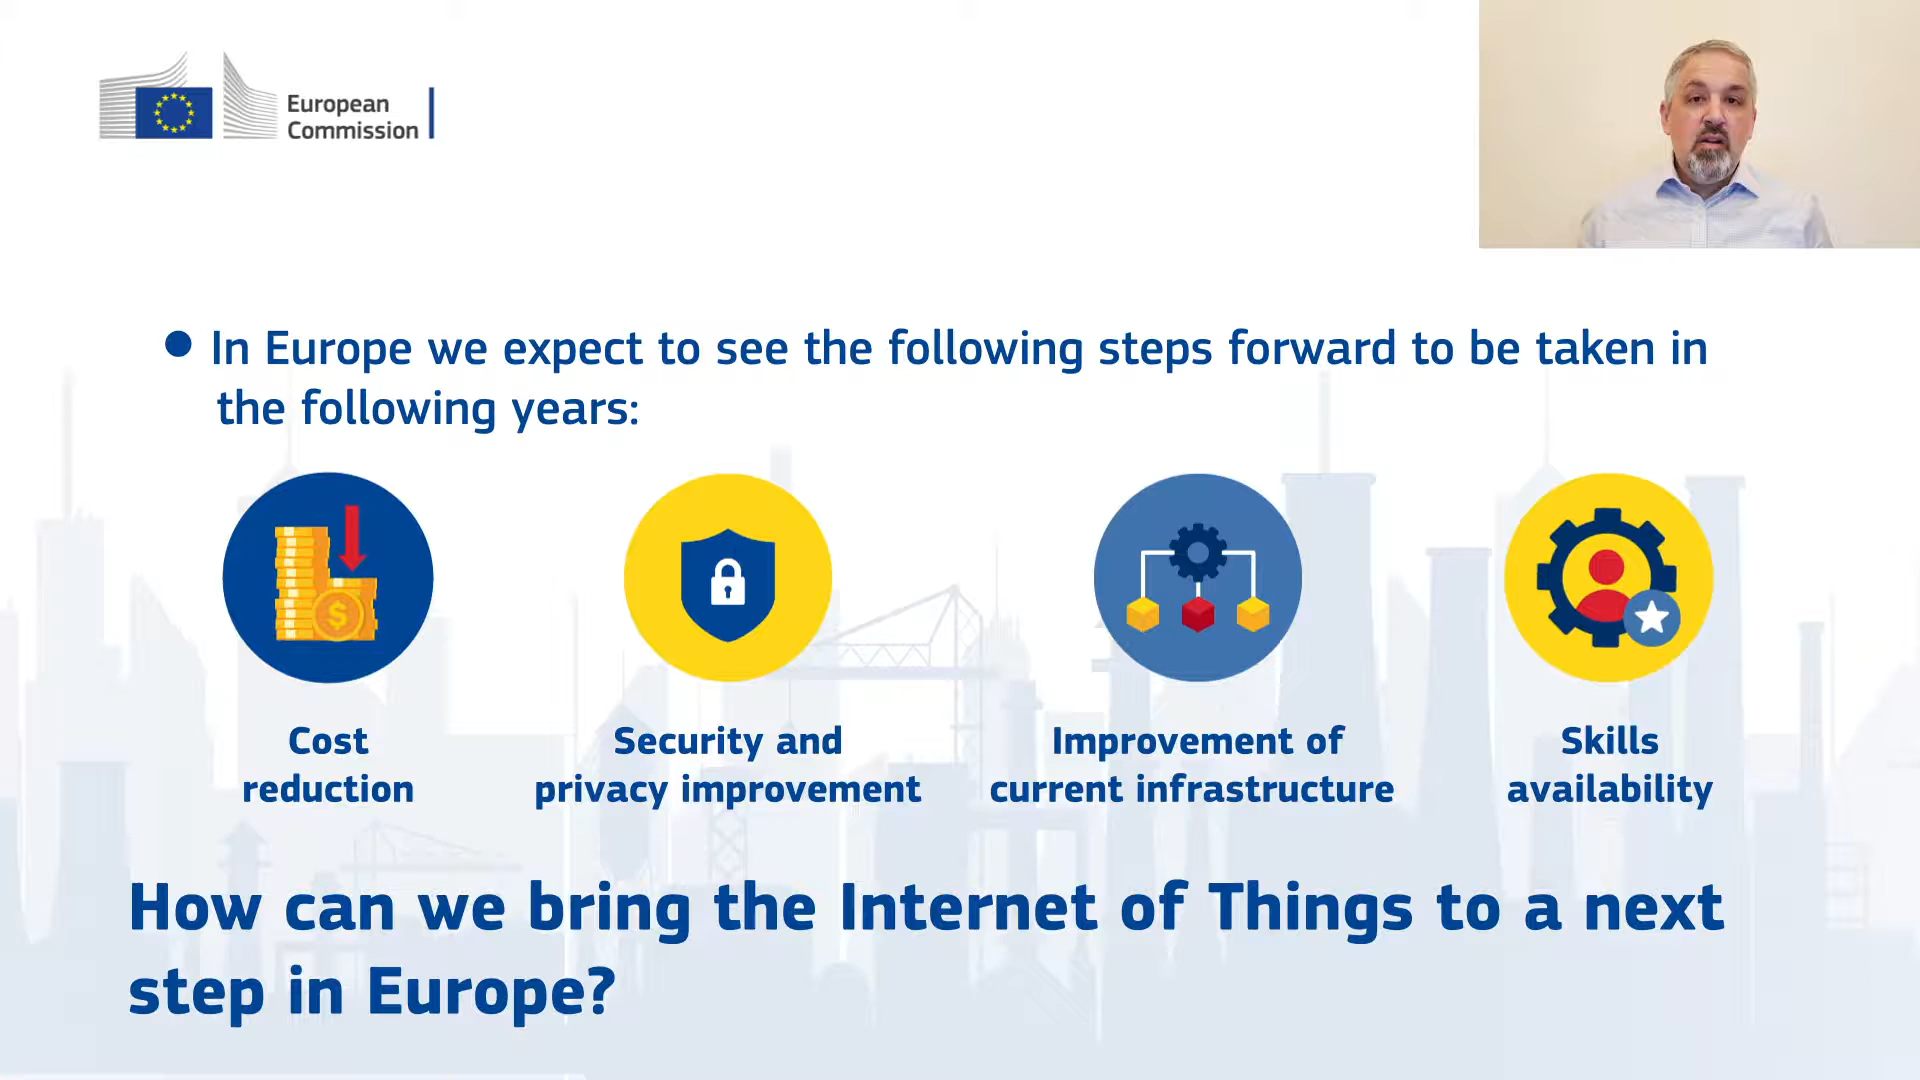 European
Commission
● In Europe we expect to see the following steps forward to be taken in
the following years:
$
Cost
reduction
Security and
privacy improvement
Improvement of
current infrastructure
Skills
availability
How can we bring the Internet of Things to a next
step in Europe?